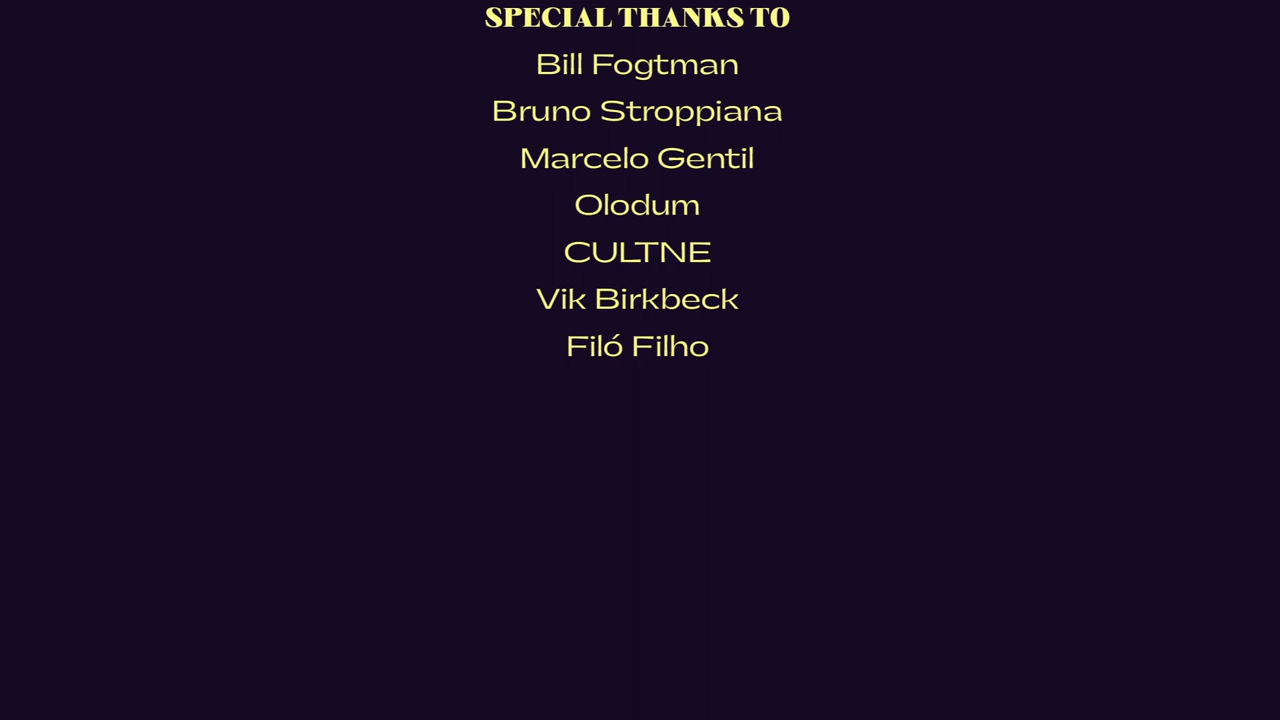 SPECIAL THANKS TO
Bill Fogtman
Bruno Stroppiana
Marcelo Gentil
Olodum
CULTNE
Vik Birkbeck
Filó Filho